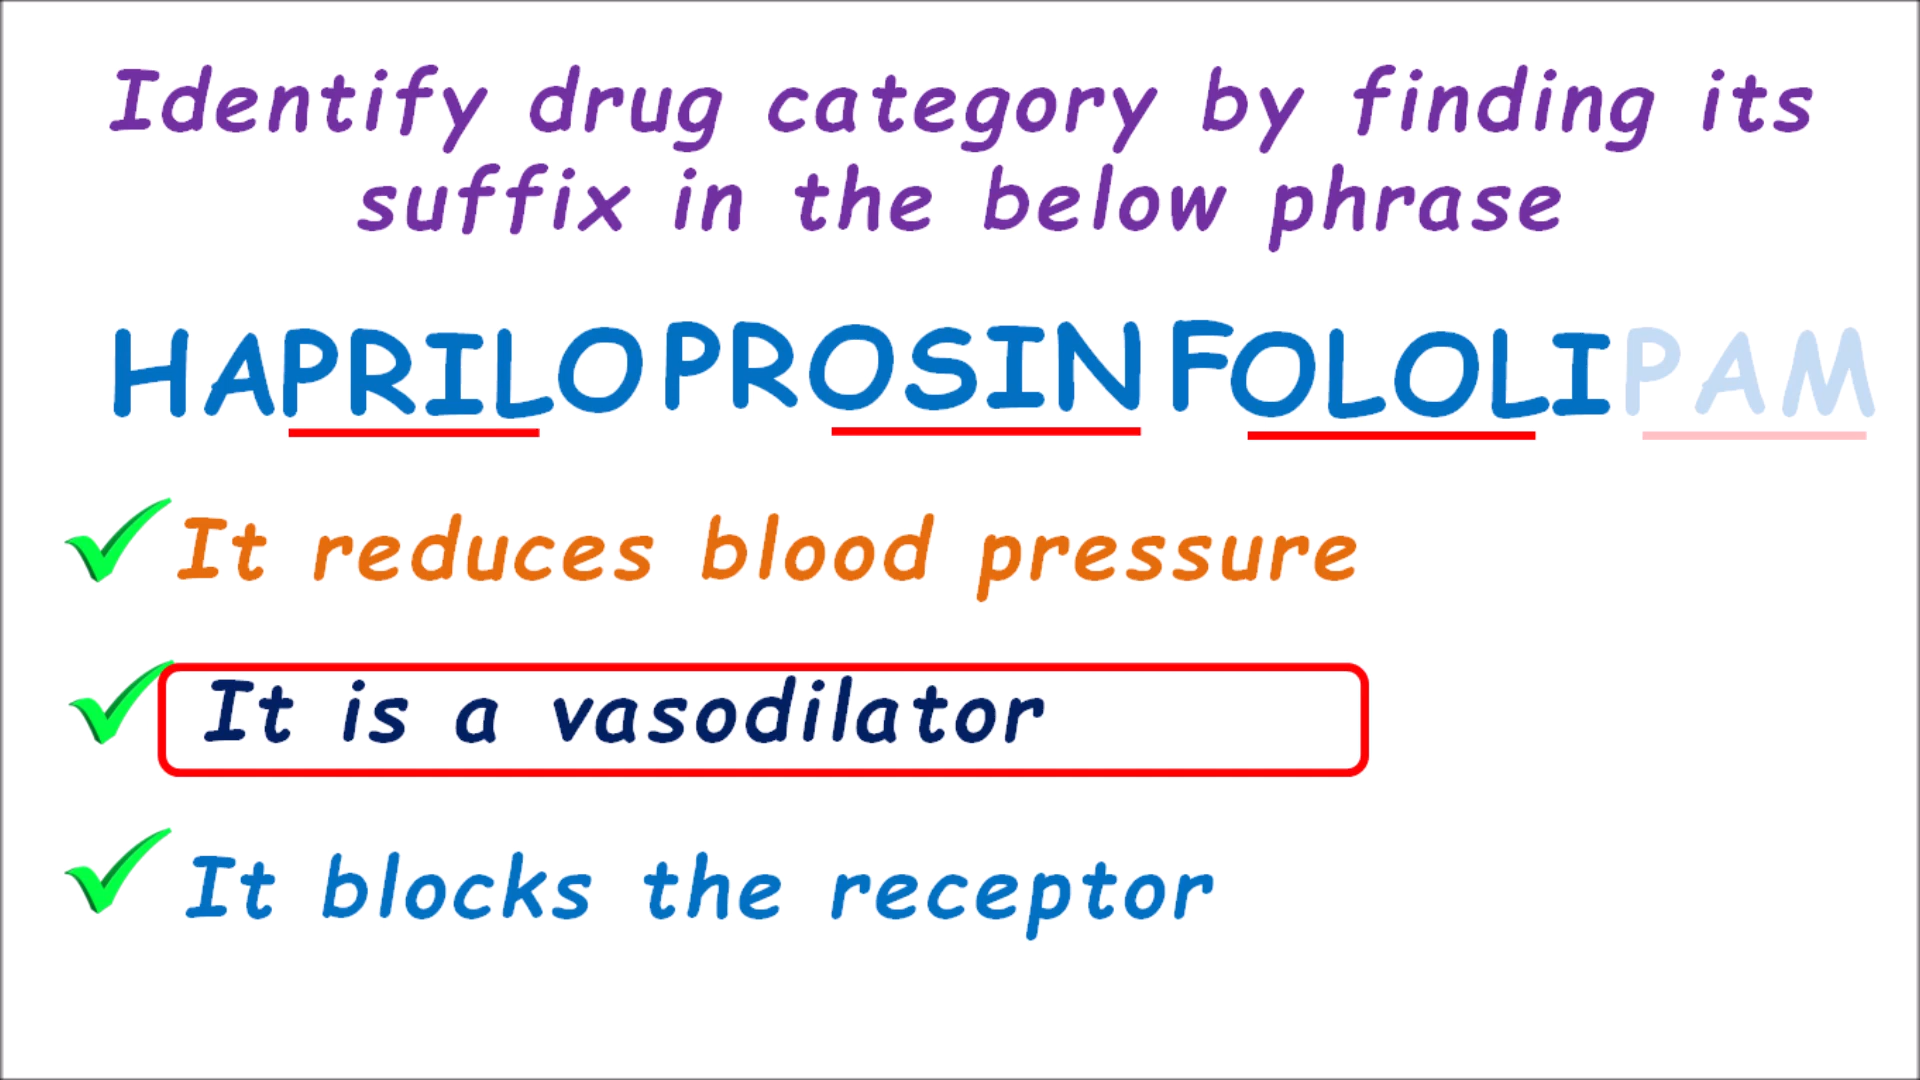 Identify drug category by finding its
suffix in the below phrase
HAPRILOPROSINFOLOLIPAM
It reduces blood pressure
It is a vasodilator
It blocks the receptor